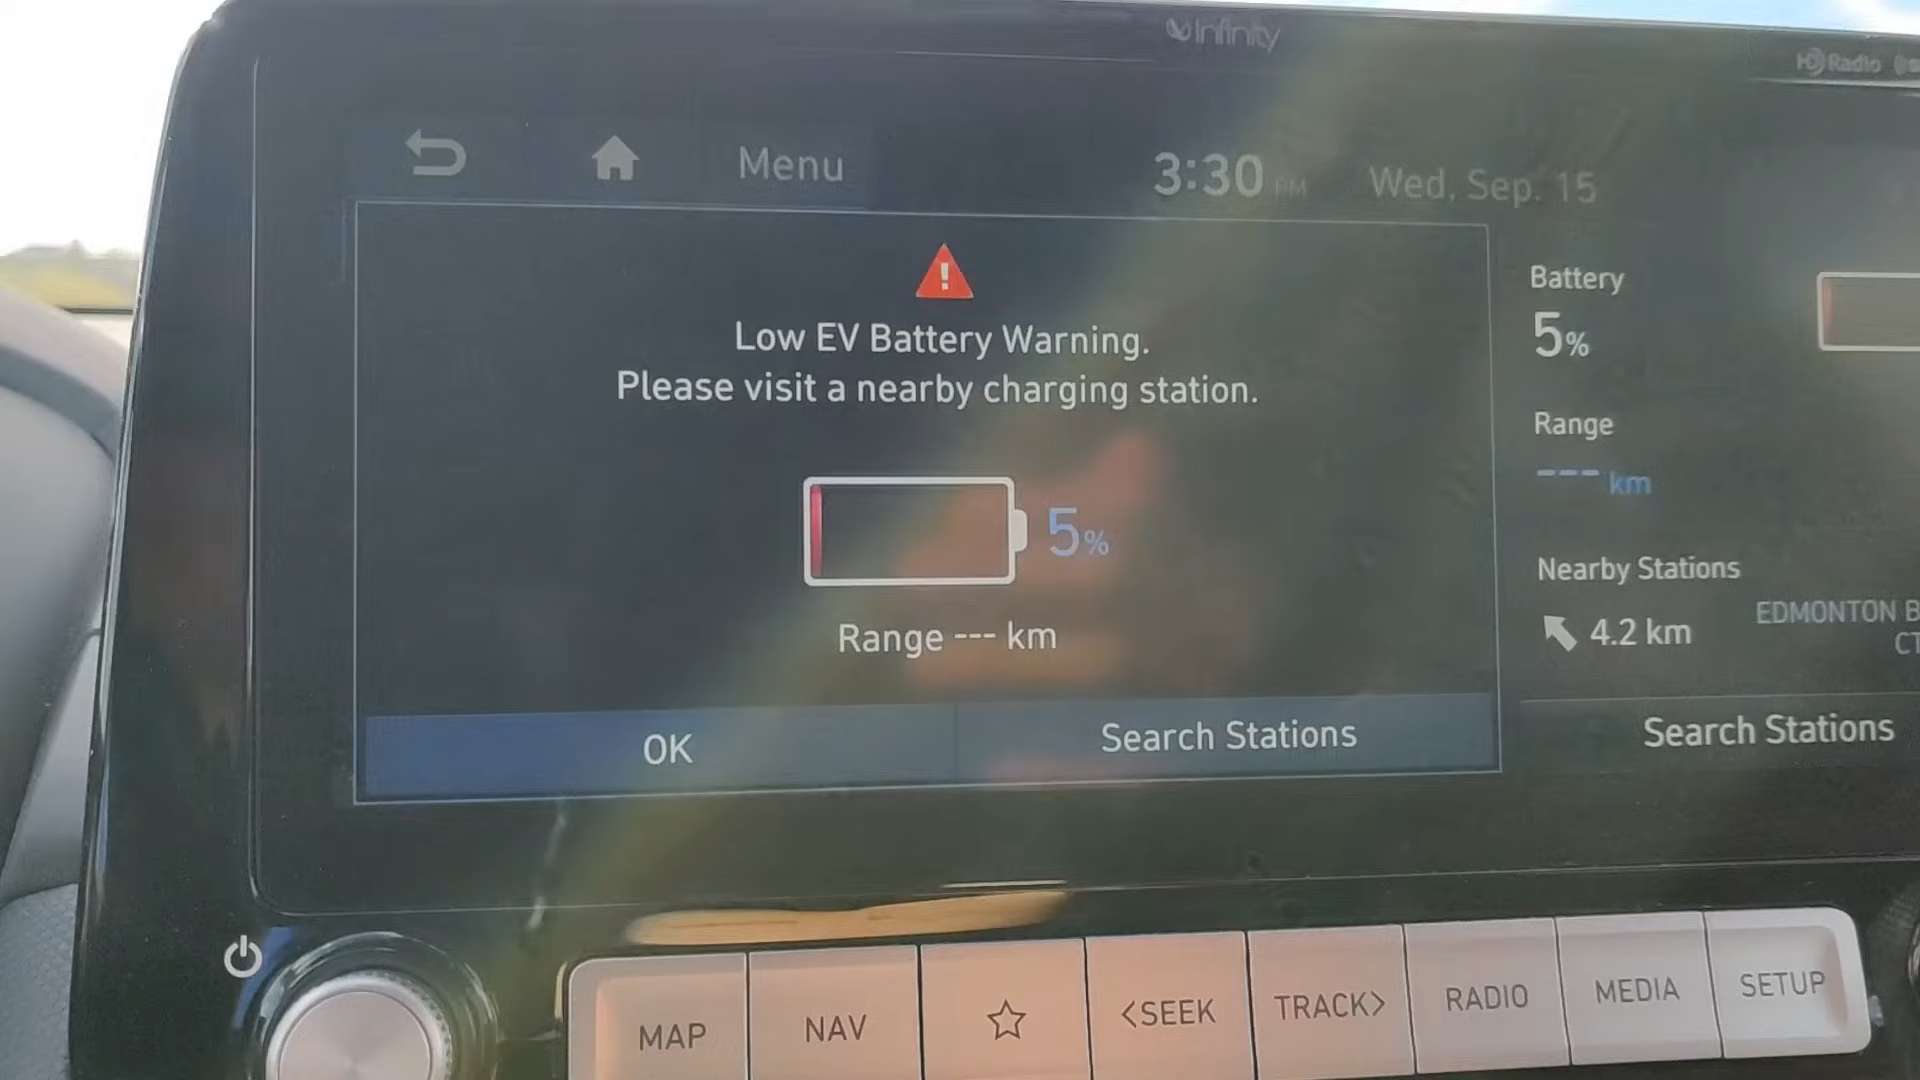 Infinity
HD Radio
Menu
3:30 PM
Wed, Sep. 15
Low EV Battery Warning.
Please visit a nearby charging station.
5%
Range --- km
OK
Search Stations
Battery
5%
Range
--- km
Nearby Stations
4.2 km
EDMONTON
Search Stations
MAP
NAV
<SEEK
TRACK>
RADIO
MEDIA
SETUP